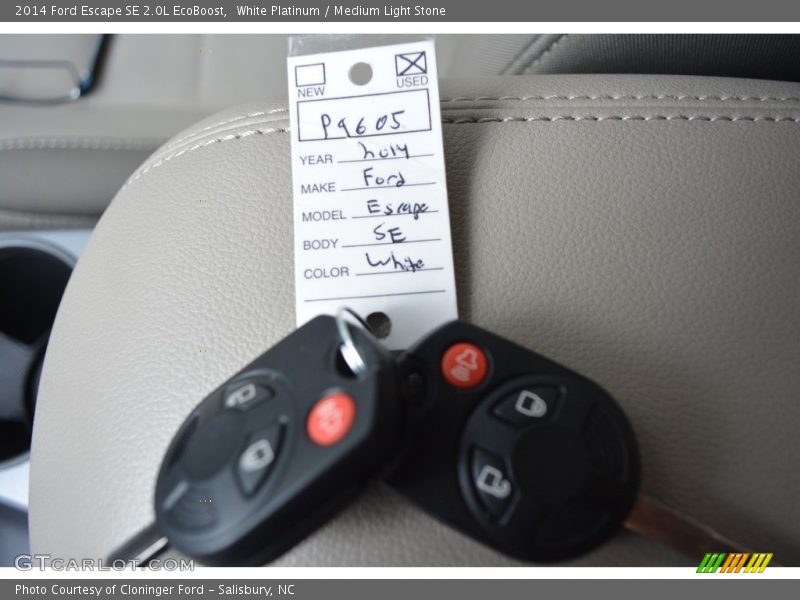 2014 Ford Escape SE 2.0L EcoBoost,  White Platinum / Medium Light Stone
NEW USED
P9605
YEAR 2014
MAKE Ford
MODEL Escape
BODY SE
COLOR White
GTcarlot.com
Photo Courtesy of Cloninger Ford – Salisbury, NC